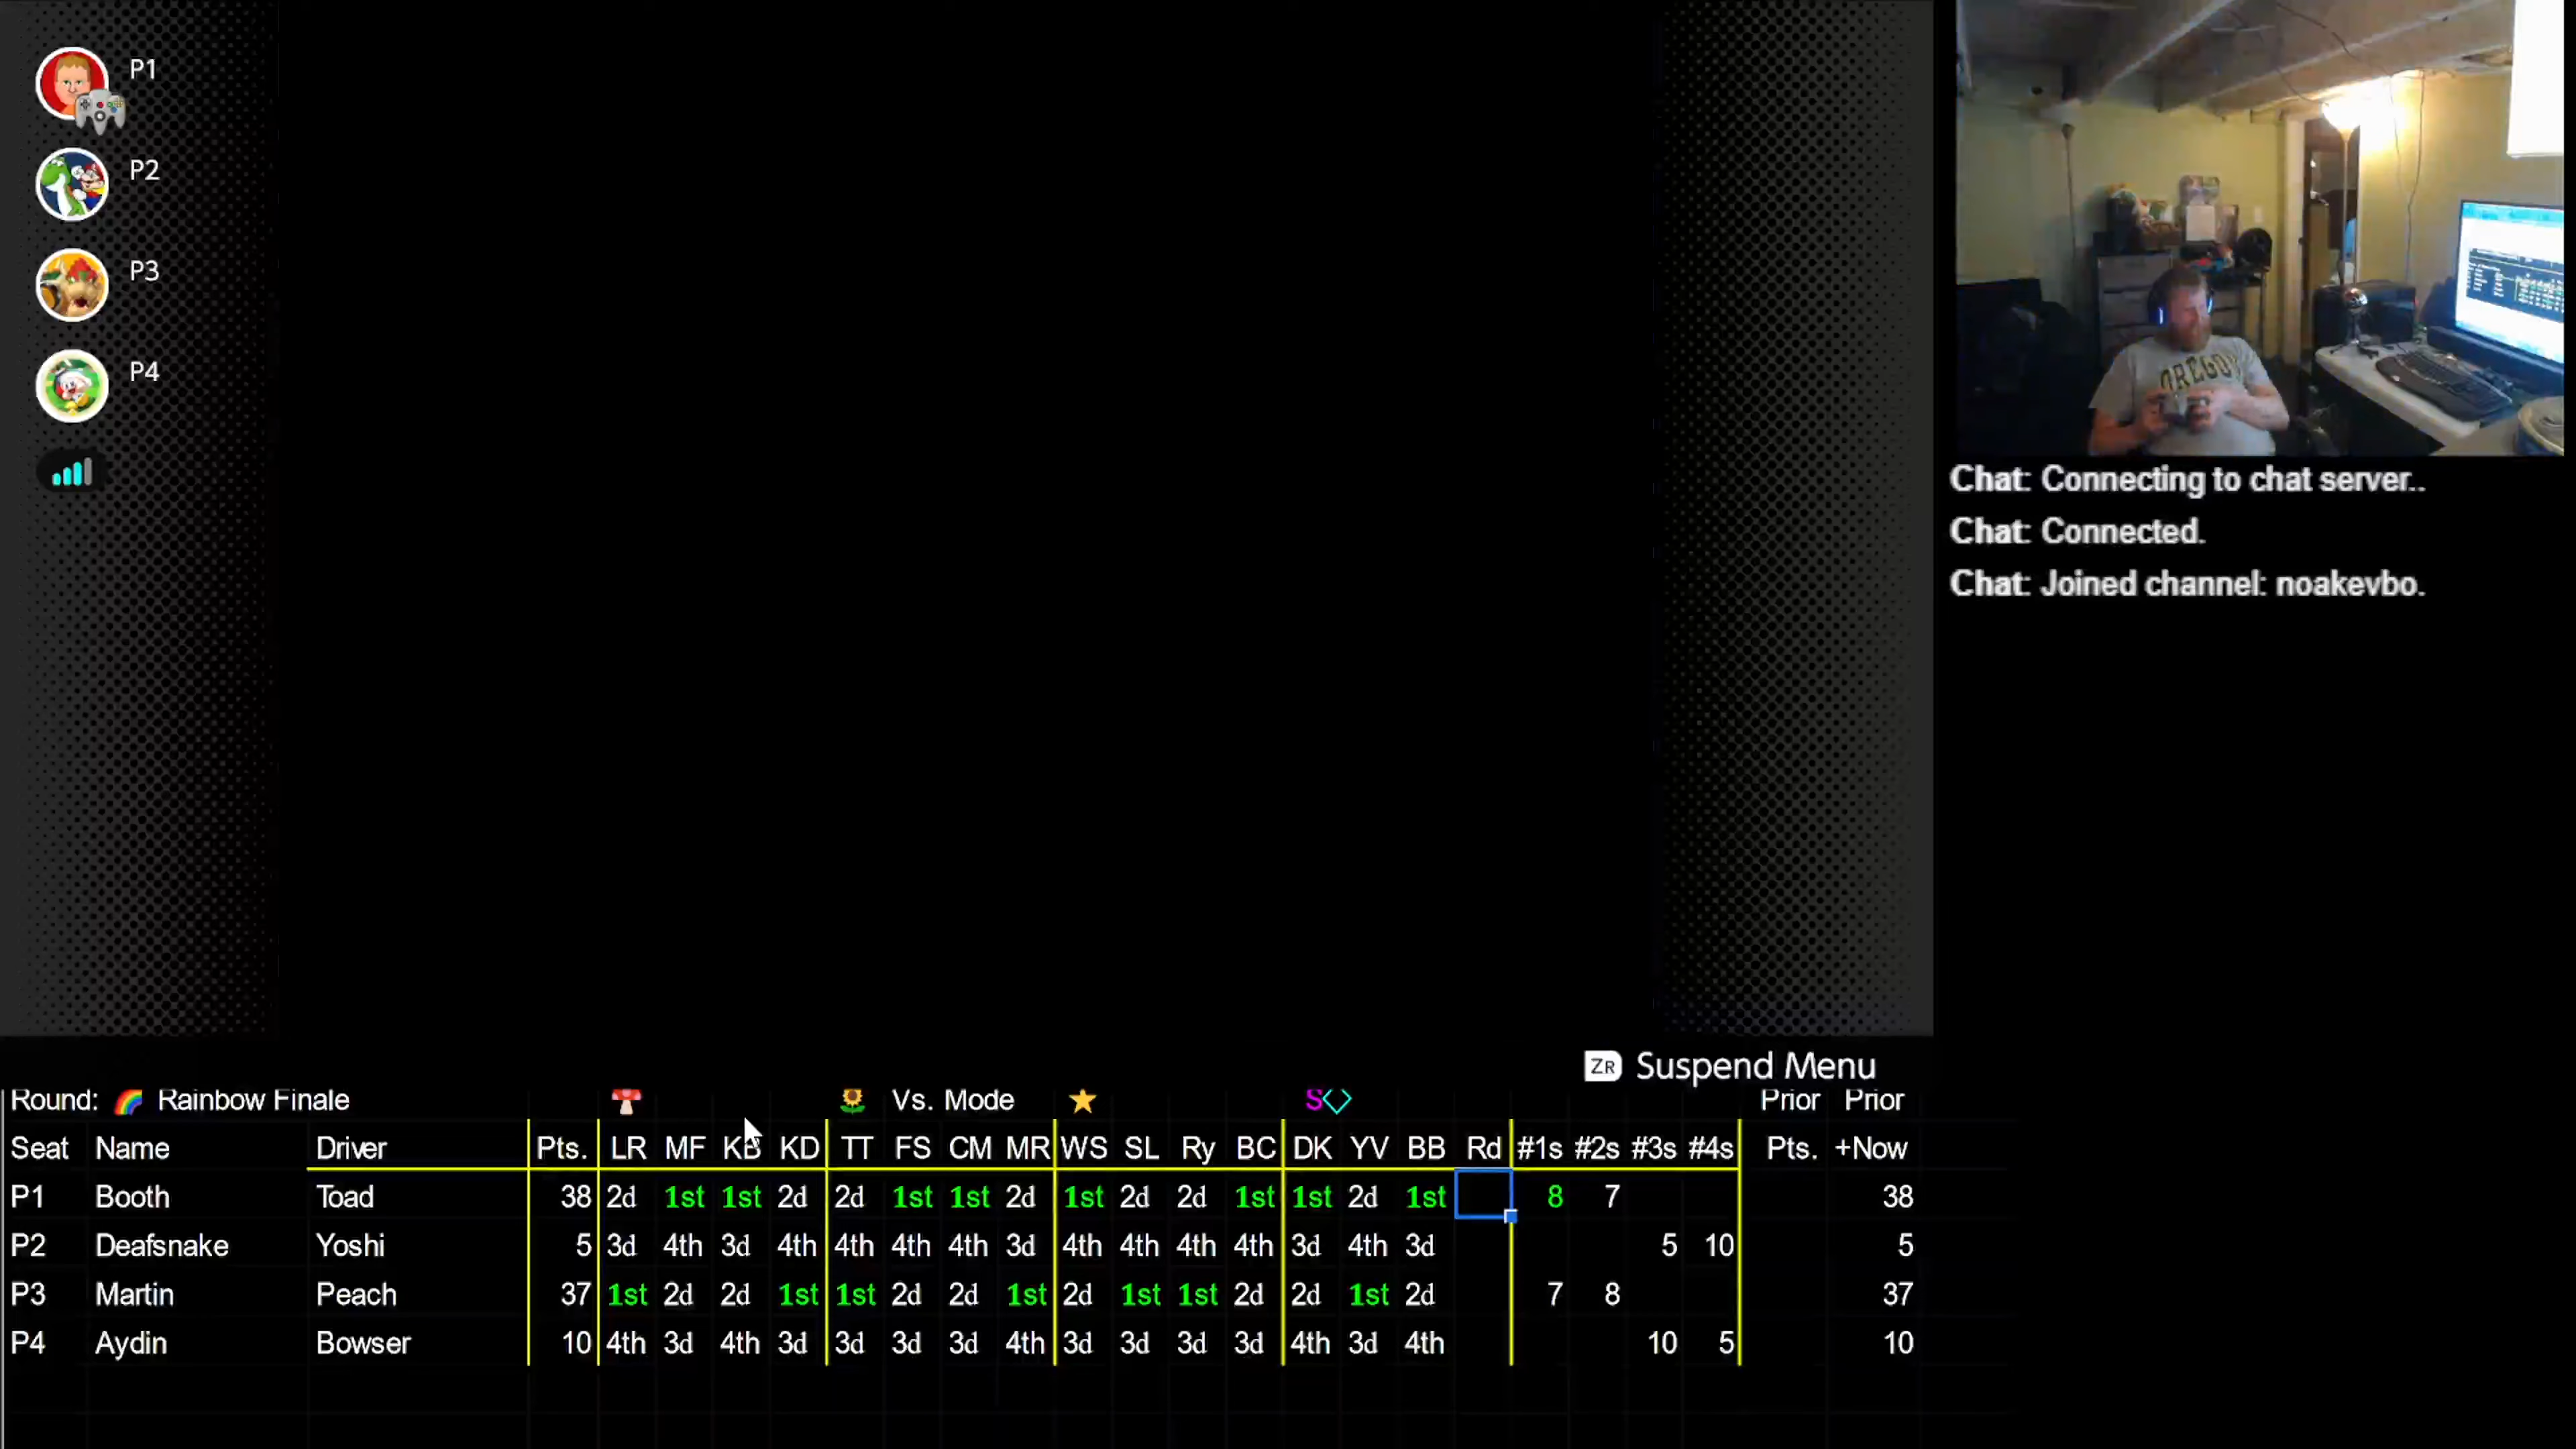 P1
P2
P3
P4
OREGON
Chat: Connecting to chat server..
Chat: Connected.
Chat: Joined channel: noakevbo.
ZR Suspend Menu
Round: 🌈 Rainbow Finale 🍄 🌻 Vs. Mode ⭐ S◇ Prior Prior
Seat Name Driver Pts. LR MF KB KD TT FS CM MR WS SL Ry BC DK YV BB Rd #1s #2s #3s #4s Pts. +Now
P1 Booth Toad 38 2d 1st 1st 2d 2d 1st 1st 2d 1st 2d 2d 1st 1st 2d 1st 8 7 38
P2 Deafsnake Yoshi 5 3d 4th 3d 4th 4th 4th 4th 3d 4th 4th 4th 4th 3d 4th 3d 5 10 5
P3 Martin Peach 37 1st 2d 2d 1st 1st 2d 2d 1st 2d 1st 1st 2d 2d 1st 2d 7 8 37
P4 Aydin Bowser 10 4th 3d 4th 3d 3d 3d 3d 4th 3d 3d 3d 3d 4th 3d 4th 10 5 10